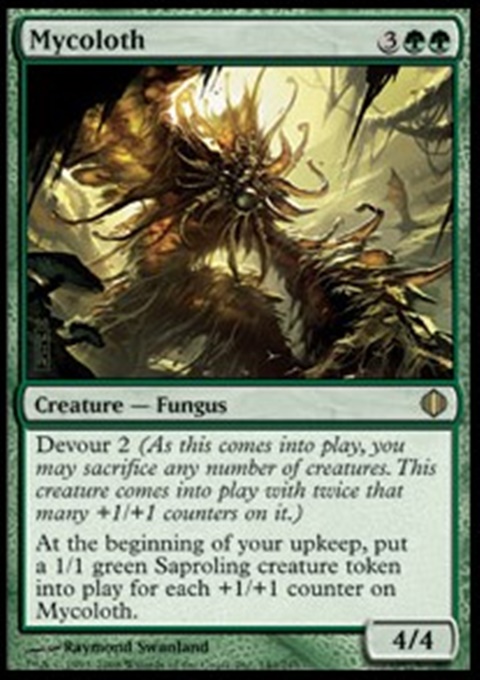 Mycoloth 3
Creature — Fungus
Devour 2 (As this comes into play, you
may sacrifice any number of creatures. This
creature comes into play with twice that
many +1/+1 counters on it.)
At the beginning of your upkeep, put
a 1/1 green Saproling creature token
into play for each +1/+1 counter on
Mycoloth.
Raymond Swanland
4/4